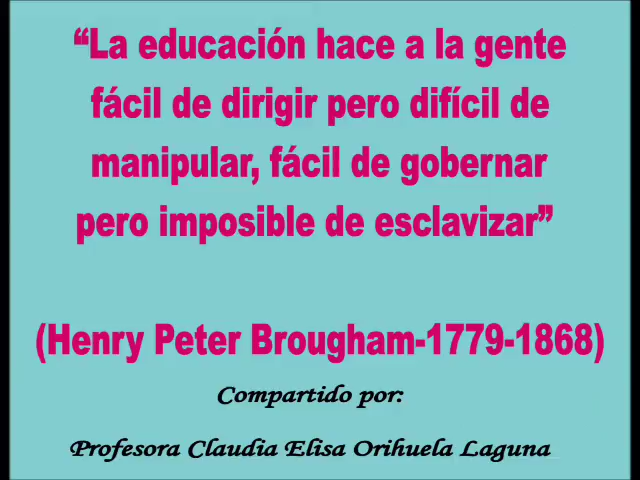 “La educación hace a la gente
fácil de dirigir pero difícil de
manipular, fácil de gobernar
pero imposible de esclavizar”
(Henry Peter Brougham-1779-1868)
Compartido por:
Profesora Claudia Elisa Orihuela Laguna